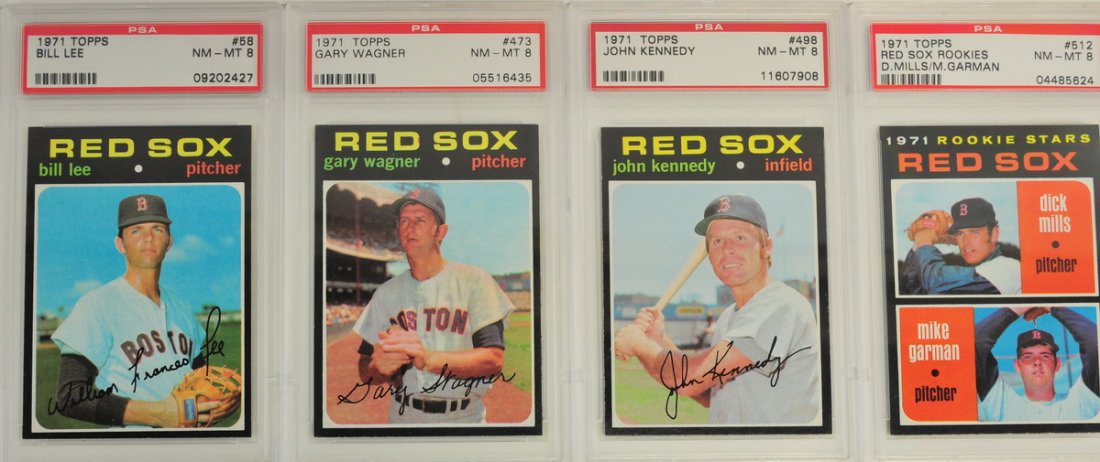 PSA
1971 TOPPS #58
BILL LEE NM-MT 8
09202427
RED SOX
bill lee • pitcher
B
BOSTON
William Francis Lee
PSA
1971 TOPPS #473
GARY WAGNER NM-MT 8
05516435
RED SOX
gary wagner • pitcher
BOSTON
Gary Wagner
PSA
1971 TOPPS #498
JOHN KENNEDY NM-MT 8
11607908
RED SOX
john kennedy • infield
B
John Kennedy
PSA
1971 TOPPS #512
RED SOX ROOKIES NM-MT 8
D.MILLS/M.GARMAN
04485624
1971 ROOKIE STARS
RED SOX
B
dick
mills
•
pitcher
mike
garman
•
pitcher
B